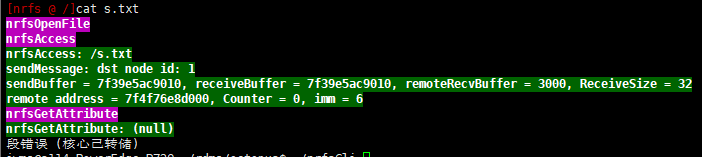 [nrfs @ /]cat s.txt
nrfsOpenFile
nrfsAccess
nrfsAccess: /s.txt
sendMessage: dst node id: 1
sendBuffer = 7f39e5ac9010, receiveBuffer = 7f39e5ac9010, remoteRecvBuffer = 3000, ReceiveSize = 32
remote address = 7f4f76e8d000, Counter = 0, imm = 6
nrfsGetAttribute
nrfsGetAttribute: (null)
段错误 (核心已转储)